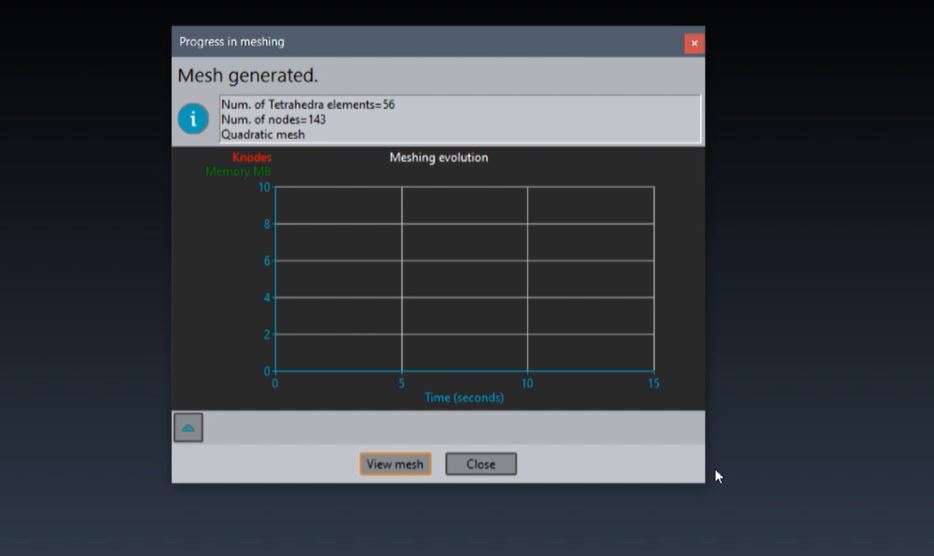 Progress in meshing
×
Mesh generated.
i
Num. of Tetrahedra elements=56
Num. of nodes=143
Quadratic mesh
Knodes
Meshing evolution
Memory MB
10
8
6
4
2
0
0 5 10 15
Time (seconds)
View mesh Close